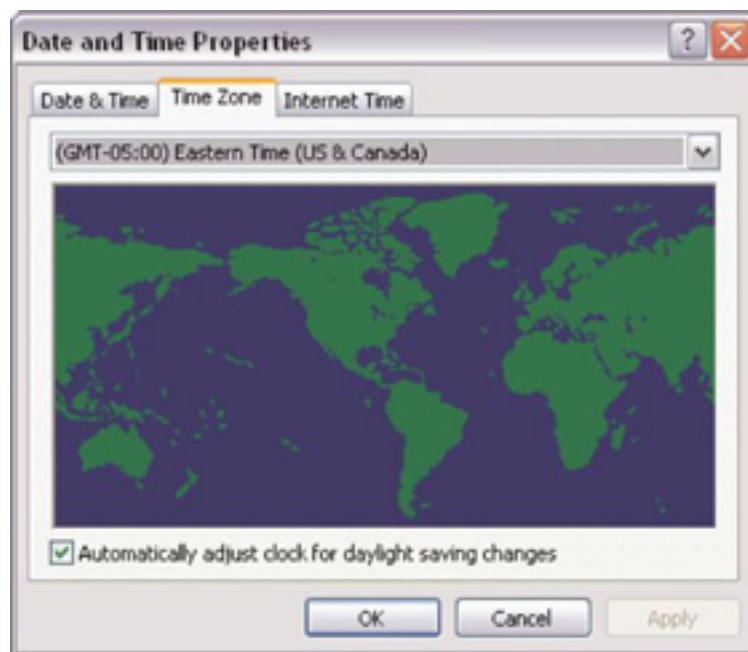 Date and Time Properties
Date & Time Time Zone Internet Time
(GMT-05:00) Eastern Time (US & Canada)
Automatically adjust clock for daylight saving changes
OK Cancel Apply